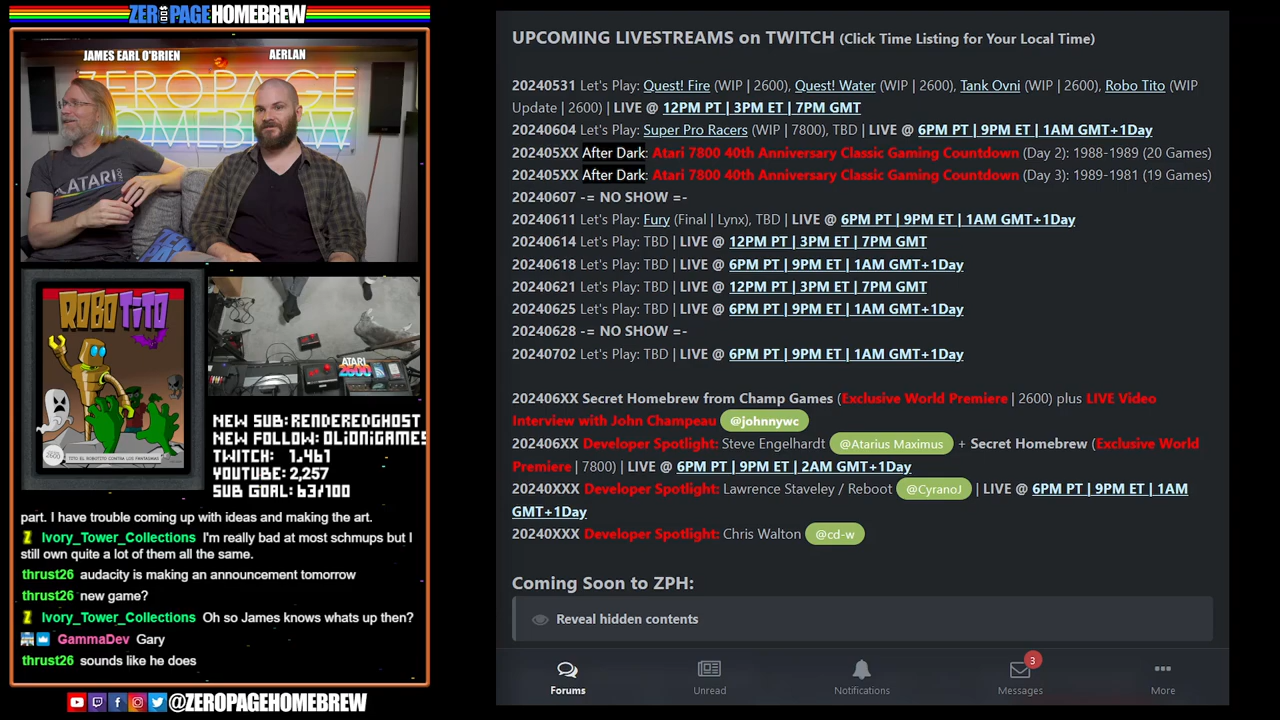 ZEROPAGE HOMEBREW
JAMES EARL O'BRIEN
AERLAN
ZEROPAGE
HOMEBREW
ATARI
ROBOTITO
TITO EL ROBOTITO CONTRA LOS FANTASMAS
ATARI
2600
NEW SUB:RENDEREDGHOST
NEW FOLLOW:OLIONIGAMES
TWITCH: 1,461
YOUTUBE: 2,257
SUB GOAL: 63/100
part. I have trouble coming up with ideas and making the art.
Ivory_Tower_Collections I'm really bad at most schmups but I
still own quite a lot of them all the same.
thrust26 audacity is making an announcement tomorrow
thrust26 new game?
Ivory_Tower_Collections Oh so James knows whats up then?
GammaDev Gary
thrust26 sounds like he does
@ZEROPAGEHOMEBREW
UPCOMING LIVESTREAMS on TWITCH (Click Time Listing for Your Local Time)
20240531 Let's Play: Quest! Fire (WIP | 2600), Quest! Water (WIP | 2600), Tank Ovni (WIP | 2600), Robo Tito (WIP
Update | 2600) | LIVE @ 12PM PT | 3PM ET | 7PM GMT
20240604 Let's Play: Super Pro Racers (WIP | 7800), TBD | LIVE @ 6PM PT | 9PM ET | 1AM GMT+1Day
202405XX After Dark: Atari 7800 40th Anniversary Classic Gaming Countdown (Day 2): 1988-1989 (20 Games)
202405XX After Dark: Atari 7800 40th Anniversary Classic Gaming Countdown (Day 3): 1989-1981 (19 Games)
20240607 -= NO SHOW =-
20240611 Let's Play: Fury (Final | Lynx), TBD | LIVE @ 6PM PT | 9PM ET | 1AM GMT+1Day
20240614 Let's Play: TBD | LIVE @ 12PM PT | 3PM ET | 7PM GMT
20240618 Let's Play: TBD | LIVE @ 6PM PT | 9PM ET | 1AM GMT+1Day
20240621 Let's Play: TBD | LIVE @ 12PM PT | 3PM ET | 7PM GMT
20240625 Let's Play: TBD | LIVE @ 6PM PT | 9PM ET | 1AM GMT+1Day
20240628 -= NO SHOW =-
20240702 Let's Play: TBD | LIVE @ 6PM PT | 9PM ET | 1AM GMT+1Day
202406XX Secret Homebrew from Champ Games (Exclusive World Premiere | 2600) plus LIVE Video
Interview with John Champeau @johnnywc
202406XX Developer Spotlight: Steve Engelhardt @Atarius Maximus + Secret Homebrew (Exclusive World
Premiere | 7800) | LIVE @ 6PM PT | 9PM ET | 2AM GMT+1Day
20240XXX Developer Spotlight: Lawrence Staveley / Reboot @CyranoJ | LIVE @ 6PM PT | 9PM ET | 1AM
GMT+1Day
20240XXX Developer Spotlight: Chris Walton @cd-w
Coming Soon to ZPH:
Reveal hidden contents
3
Forums
Unread
Notifications
Messages
More